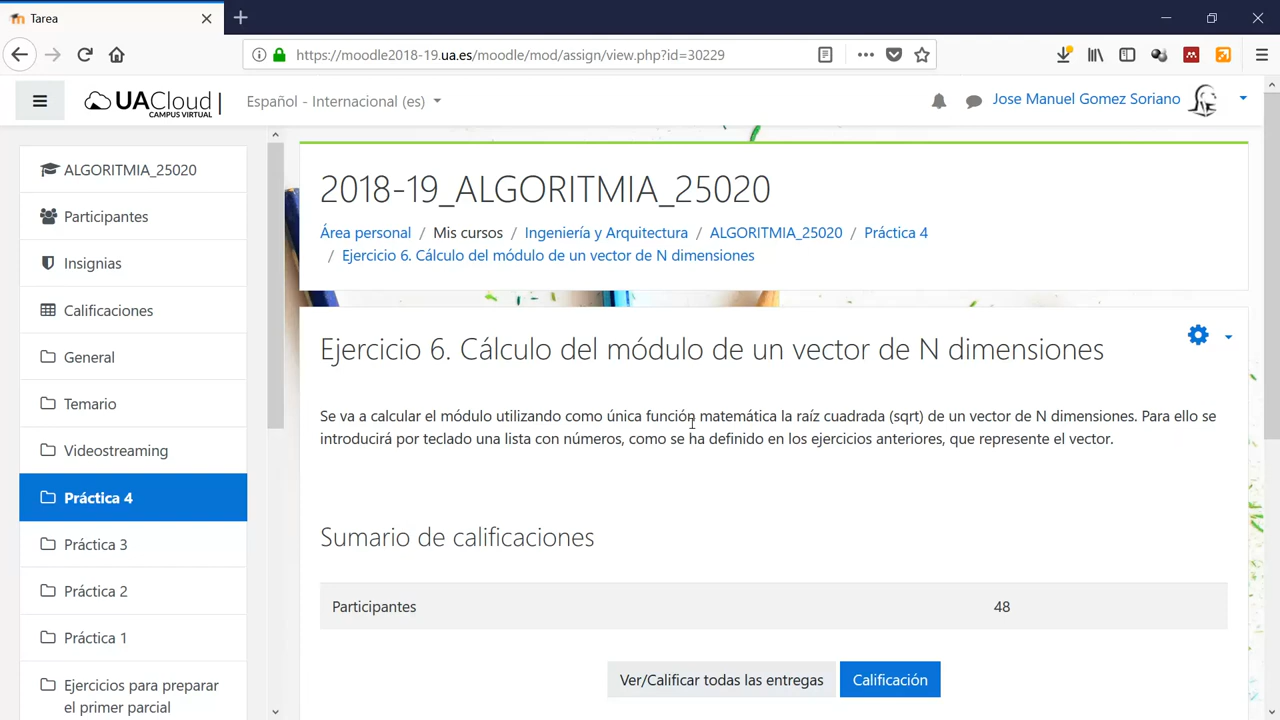 Tarea
https://moodle2018-19.ua.es/moodle/mod/assign/view.php?id=30229
UACloud
CAMPUS VIRTUAL
Español - Internacional (es)
Jose Manuel Gomez Soriano
ALGORITMIA_25020
Participantes
Insignias
Calificaciones
General
Temario
Videostreaming
Práctica 4
Práctica 3
Práctica 2
Práctica 1
Ejercicios para preparar
el primer parcial
2018-19_ALGORITMIA_25020
Área personal / Mis cursos / Ingeniería y Arquitectura / ALGORITMIA_25020 / Práctica 4
/ Ejercicio 6. Cálculo del módulo de un vector de N dimensiones
Ejercicio 6. Cálculo del módulo de un vector de N dimensiones
Se va a calcular el módulo utilizando como única función matemática la raíz cuadrada (sqrt) de un vector de N dimensiones. Para ello se
introducirá por teclado una lista con números, como se ha definido en los ejercicios anteriores, que represente el vector.
Sumario de calificaciones
Participantes 48
Ver/Calificar todas las entregas Calificación